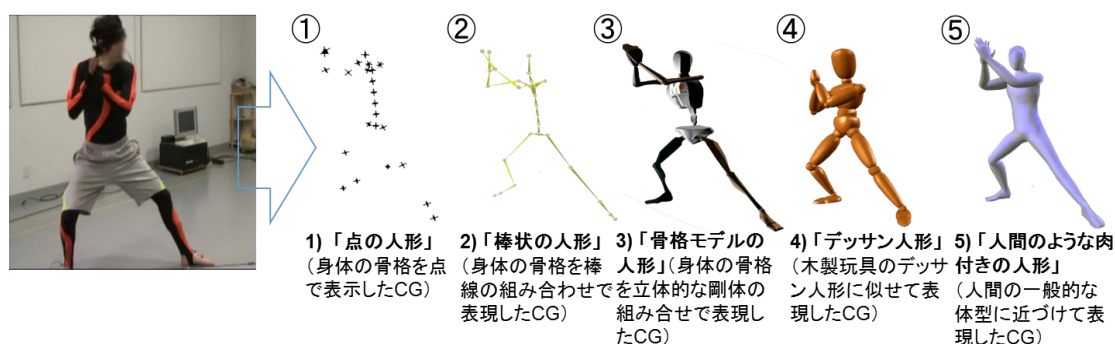 ① ② ③ ④ ⑤
1) 「点の人形」
（身体の骨格を点
で表示したCG）
2) 「棒状の人形」
（身体の骨格を棒
線の組み合わせで
表現したCG）
3) 「骨格モデルの
人形」（身体の骨格
を立体的な剛体の
組み合せで表現し
たCG）
4) 「デッサン人形」
（木製玩具のデッサ
ン人形に似せて表
現したCG）
5) 「人間のような肉
付きの人形」
（人間の一般的な
体型に近づけて表
現したCG）